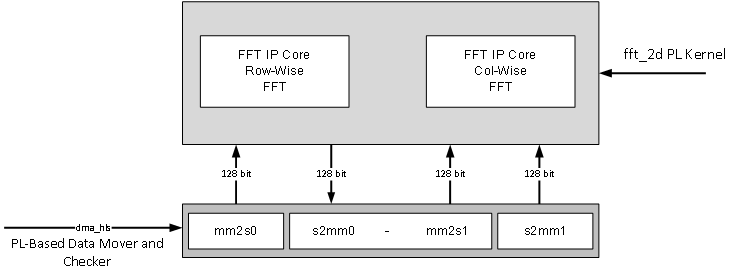 FFT IP Core
Row-Wise
FFT
FFT IP Core
Col-Wise
FFT
fft_2d PL Kernel
128 bit
128 bit
128 bit
128 bit
dma_hls
PL-Based Data Mover and
Checker
mm2s0
s2mm0 - mm2s1
s2mm1